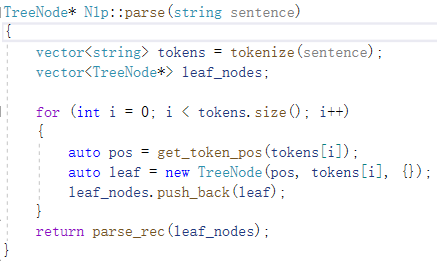 TreeNode* Nlp::parse(string sentence)
{
    vector<string> tokens = tokenize(sentence);
    vector<TreeNode*> leaf_nodes;
    for (int i = 0; i < tokens.size(); i++)
    {
        auto pos = get_token_pos(tokens[i]);
        auto leaf = new TreeNode(pos, tokens[i], {});
        leaf_nodes.push_back(leaf);
    }
    return parse_rec(leaf_nodes);
}